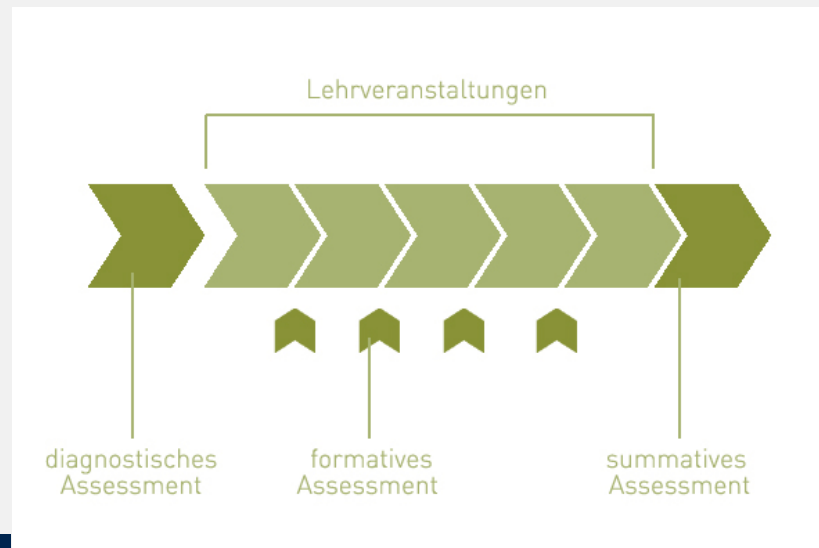 Lehrveranstaltungen
diagnostisches
Assessment
formatives
Assessment
summatives
Assessment